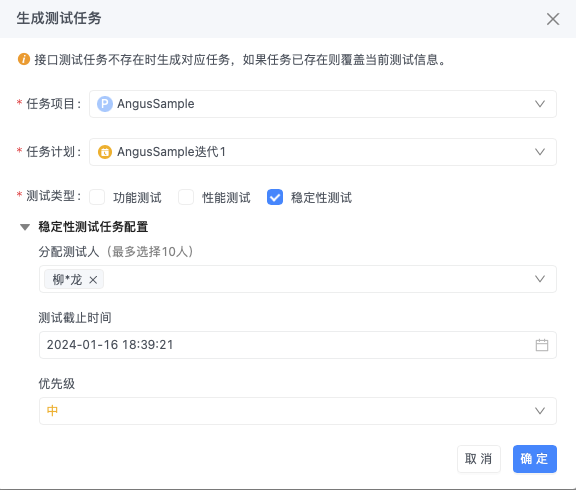 生成测试任务
接口测试任务不存在时生成对应任务，如果任务已存在则覆盖当前测试信息。
* 任务项目： P AngusSample
* 任务计划： AngusSample迭代1
* 测试类型： 功能测试 性能测试 稳定性测试
稳定性测试任务配置
分配测试人（最多选择10人）
柳*龙 ×
测试截止时间
2024-01-16 18:39:21
优先级
中
取 消 确 定